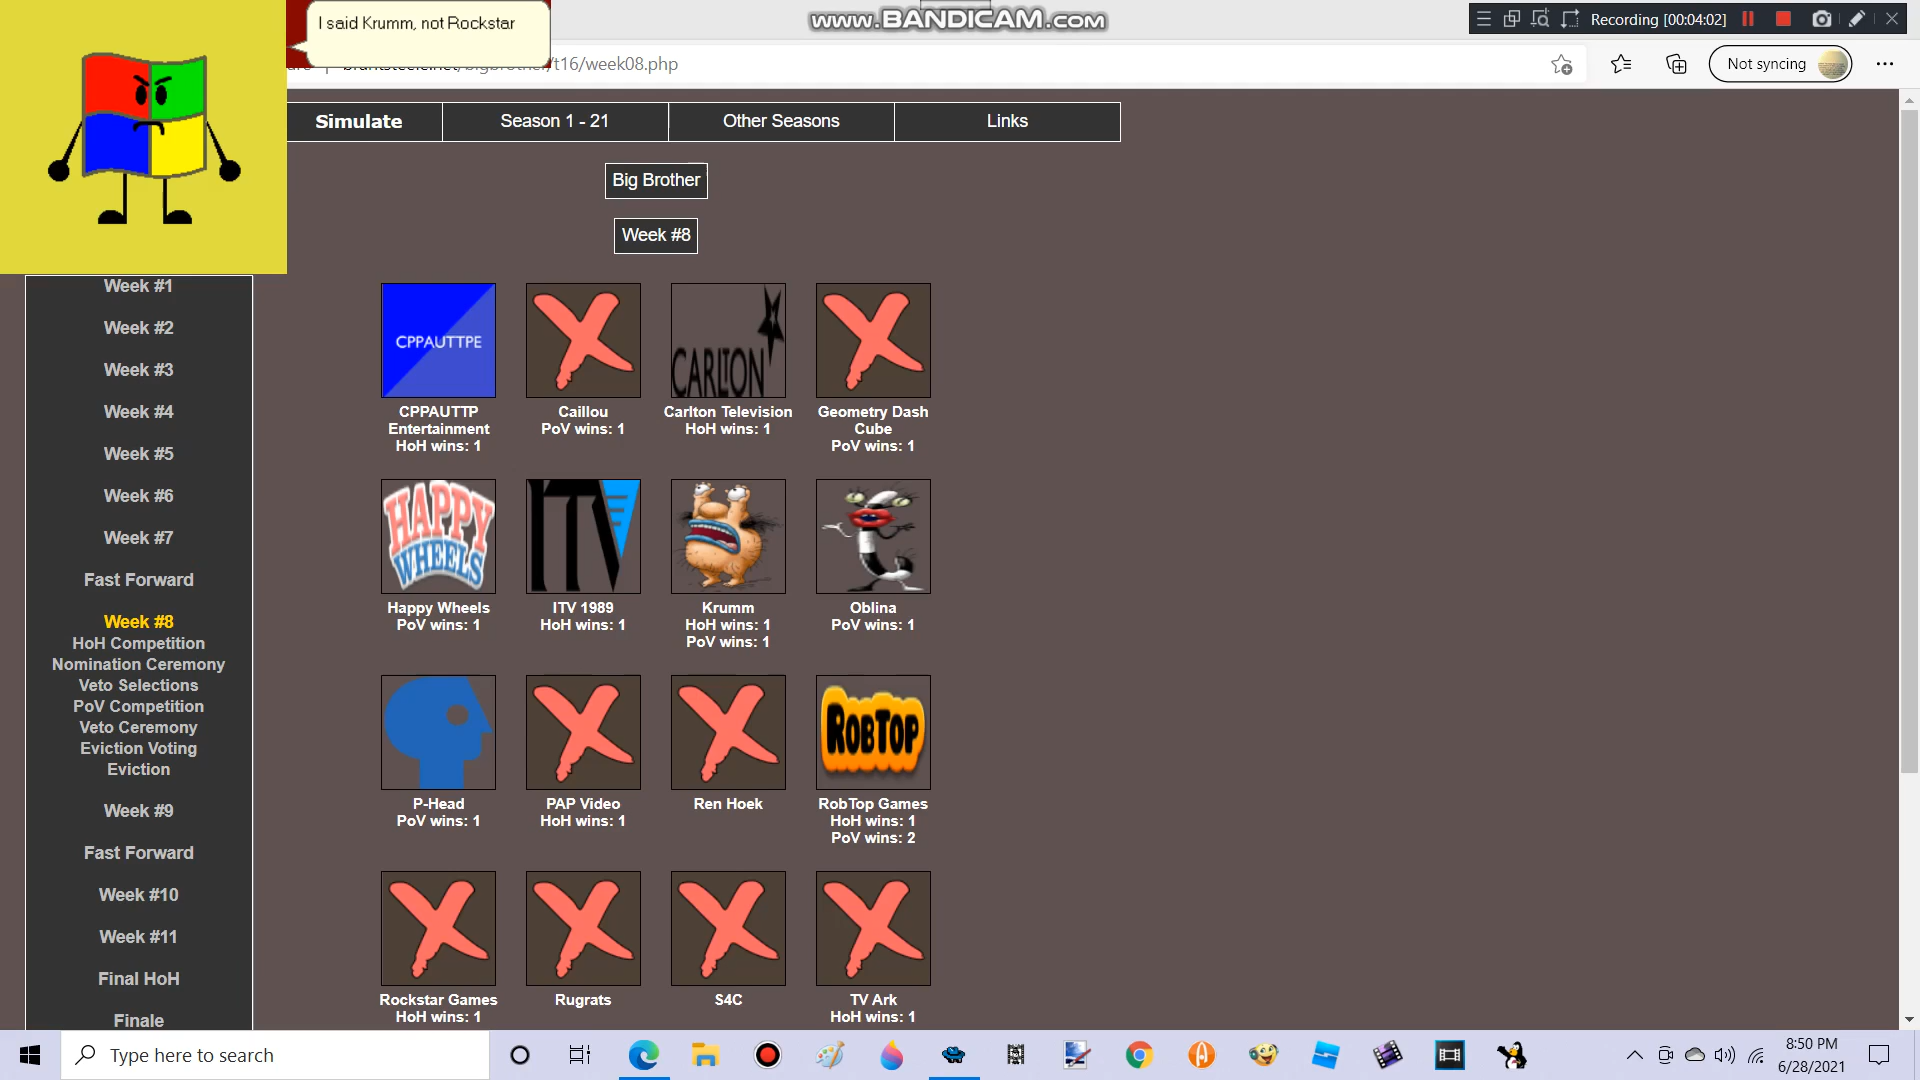 I said Krumm, not Rockstar
www.BANDICAM.com
Recording [00:04:02]
/t16/week08.php
Not syncing
Simulate
Season 1 - 21
Other Seasons
Links
Big Brother
Week #8
Week #1
Week #2
Week #3
Week #4
Week #5
Week #6
Week #7
Fast Forward
Week #8
HoH Competition
Nomination Ceremony
Veto Selections
PoV Competition
Veto Ceremony
Eviction Voting
Eviction
Week #9
Fast Forward
Week #10
Week #11
Final HoH
Finale
CPPAUTTPE
CARLTON
CPPAUTTP
Entertainment
HoH wins: 1
Caillou
PoV wins: 1
Carlton Television
HoH wins: 1
Geometry Dash
Cube
PoV wins: 1
HAPPY
WHEELS
ITV
Happy Wheels
PoV wins: 1
ITV 1989
HoH wins: 1
Krumm
HoH wins: 1
PoV wins: 1
Oblina
PoV wins: 1
ROBTOP
P-Head
PoV wins: 1
PAP Video
HoH wins: 1
Ren Hoek
RobTop Games
HoH wins: 1
PoV wins: 2
Rockstar Games
HoH wins: 1
Rugrats
S4C
TV Ark
HoH wins: 1
Type here to search
8:50 PM
6/28/2021